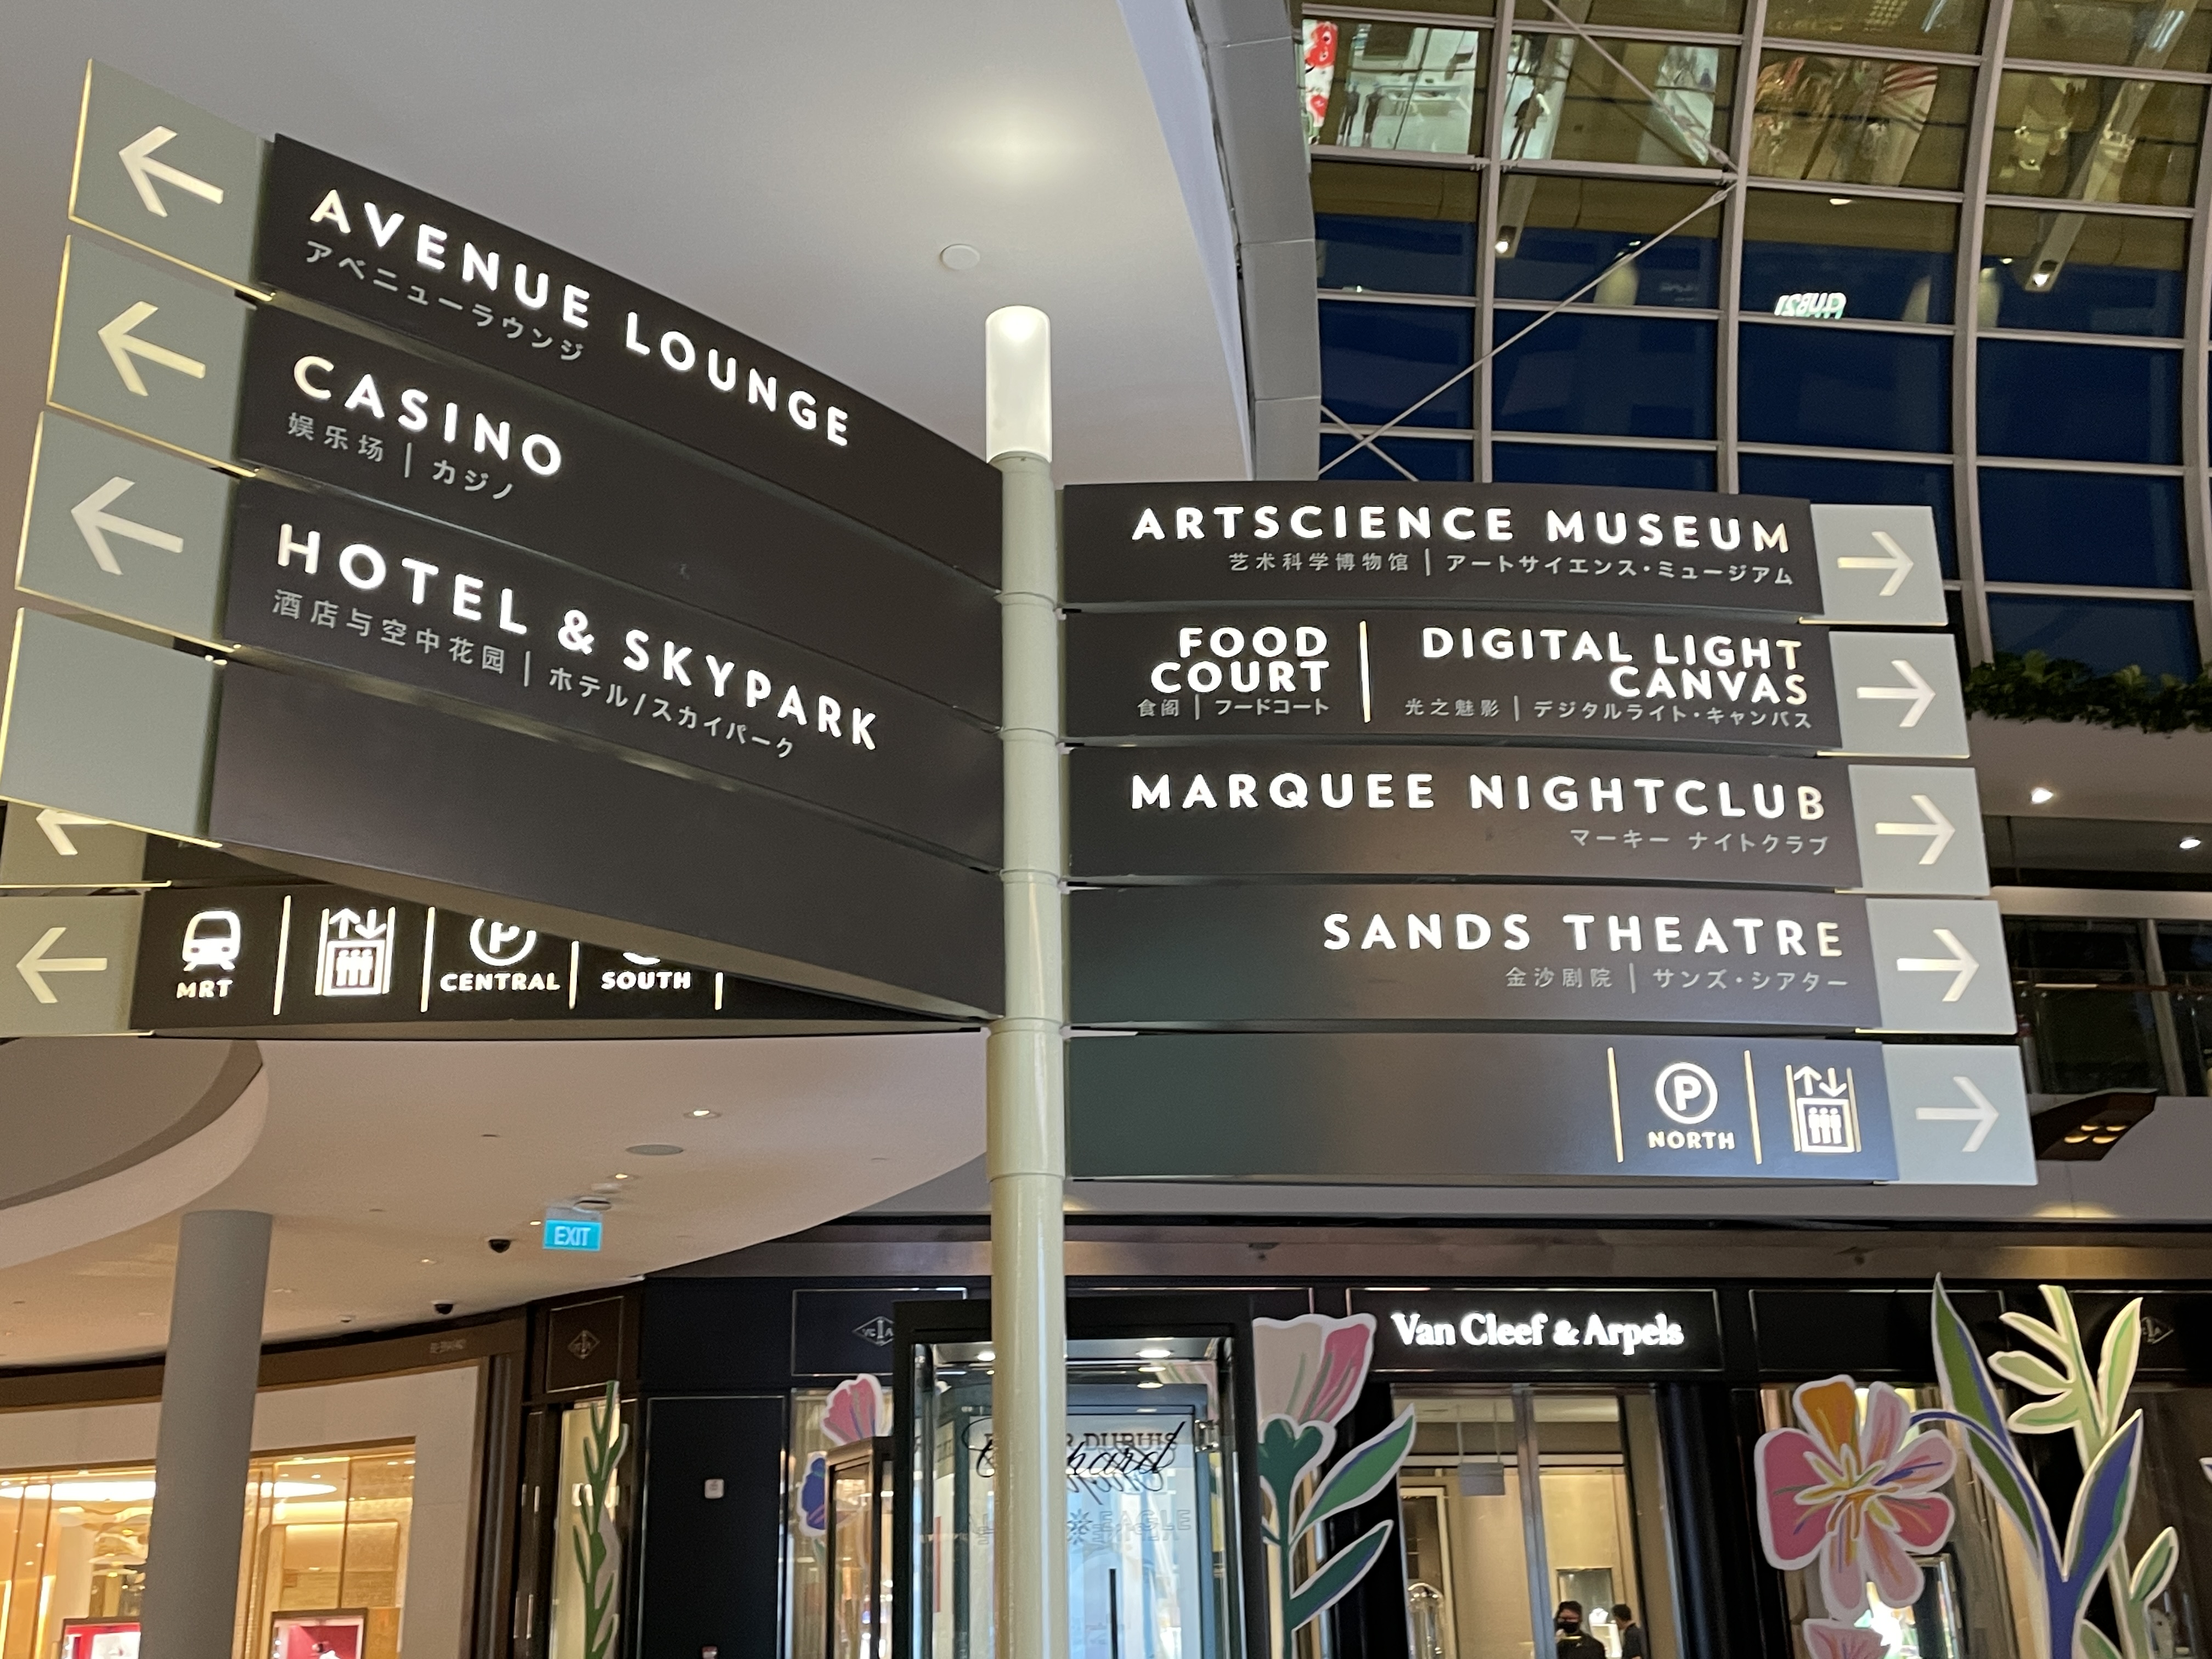 AVENUE LOUNGE
アベニューラウンジ
CASINO
娱乐场 | カジノ
HOTEL & SKYPARK
酒店与空中花园 | ホテル/スカイパーク
MRT
P
CENTRAL
SOUTH
ARTSCIENCE MUSEUM
艺术科学博物馆 | アートサイエンス・ミュージアム
FOOD
COURT
食阁 | フードコート
DIGITAL LIGHT
CANVAS
光之魅影 | デジタルライト・キャンバス
MARQUEE NIGHTCLUB
マーキー ナイトクラブ
SANDS THEATRE
金沙剧院 | サンズ・シアター
P
NORTH
EXIT
Van Cleef & Arpels